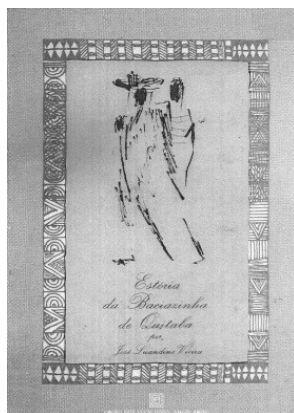 Estória
da Baciazinha
de Quitaba
por
José Luandino Vieira